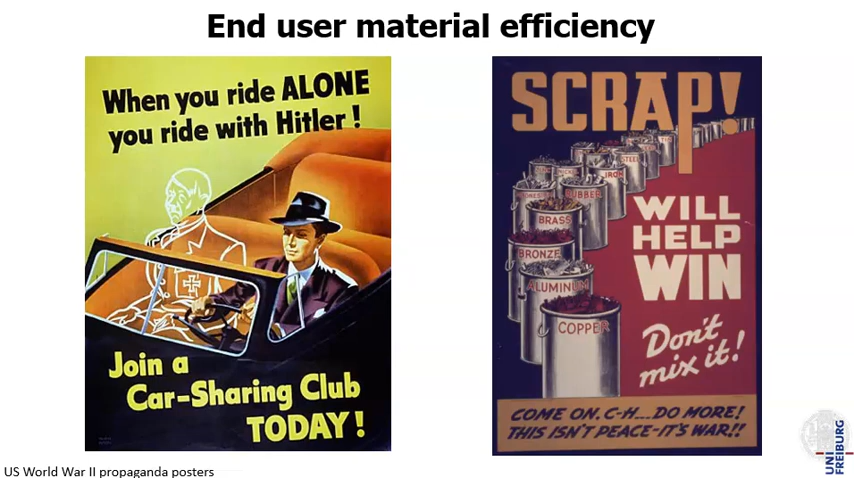 End user material efficiency
When you ride ALONE
you ride with Hitler !
Join a
Car-Sharing Club
TODAY !
SCRAP!
IRON
RUBBER
BRASS
BRONZE
ALUMINUM
COPPER
WILL
HELP
WIN
Don't
mix it!
COME ON, C-H... DO MORE!
THIS ISN'T PEACE-IT'S WAR!!
US World War II propaganda posters
UNI
FREIBURG